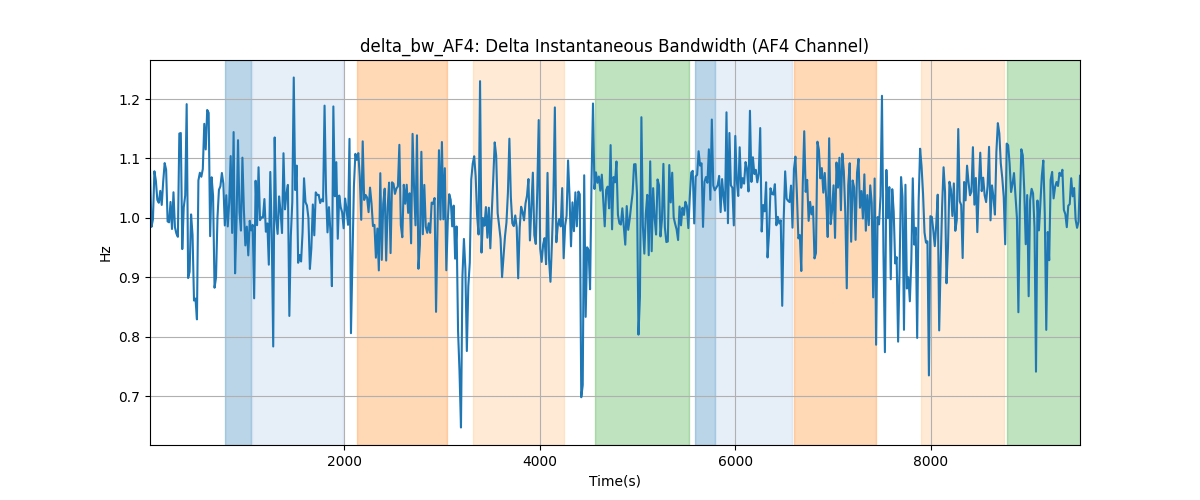 delta_bw_AF4: Delta Instantaneous Bandwidth (AF4 Channel)
1.2
1.1
1.0
0.9
0.8
0.7
Hz
2000 4000 6000 8000
Time(s)